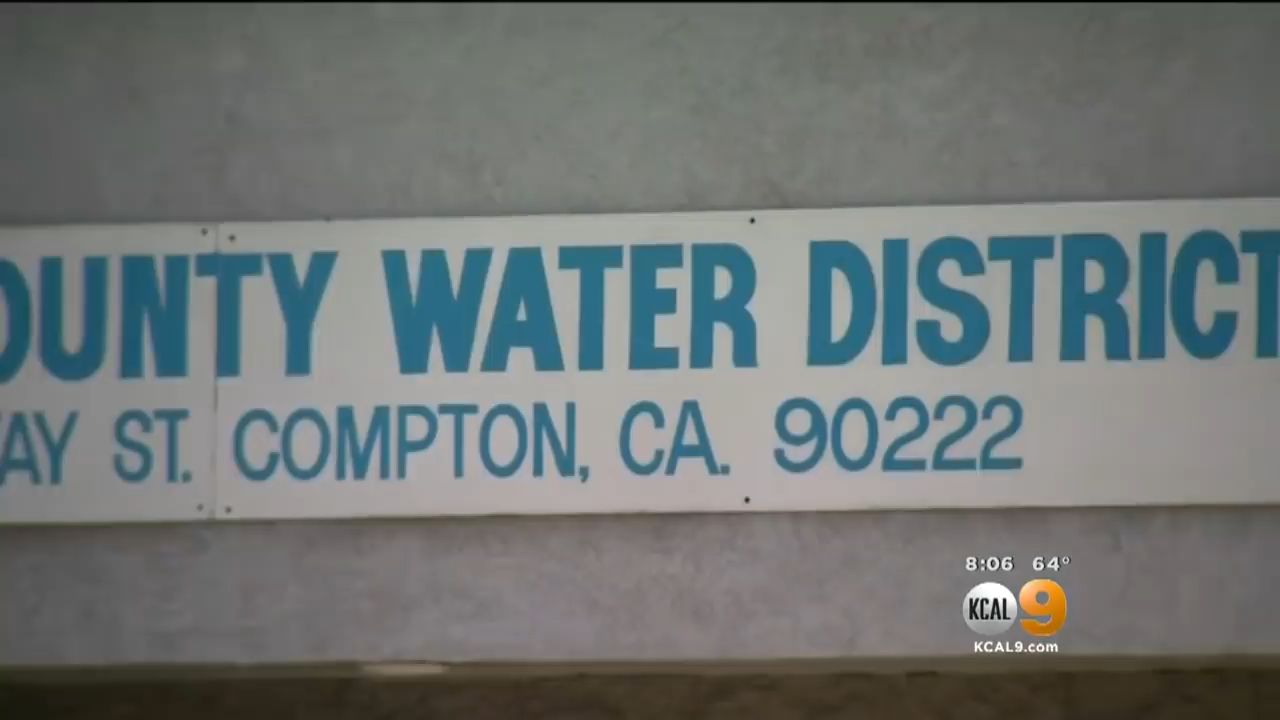 OUNTY WATER DISTRICT
AY ST. COMPTON, CA. 90222
8:06 64°
KCAL 9
KCAL9.com